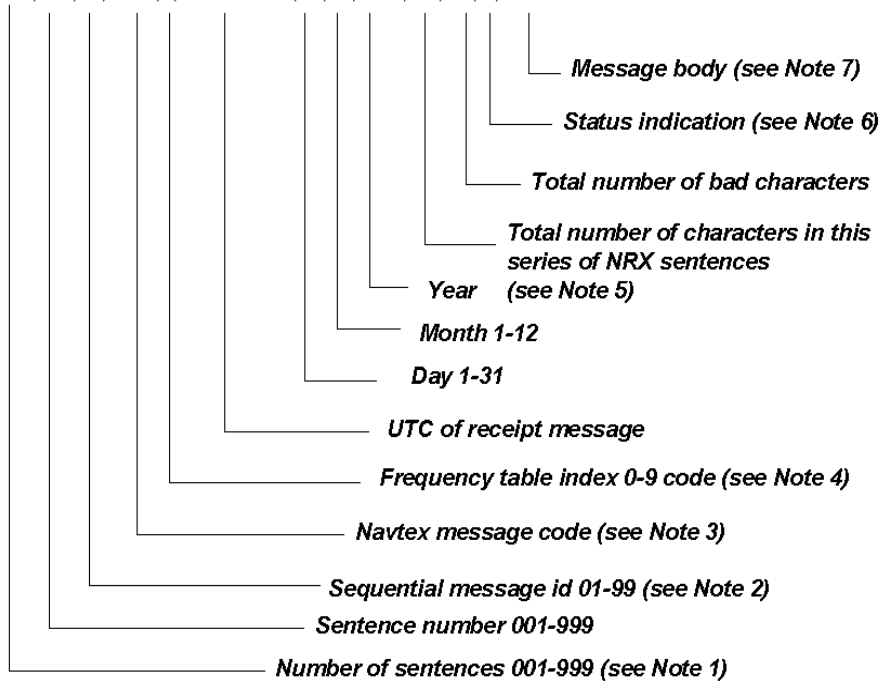 Message body (see Note 7)
Status indication (see Note 6)
Total number of bad characters
Total number of characters in this
series of NRX sentences
Year (see Note 5)
Month 1-12
Day 1-31
UTC of receipt message
Frequency table index 0-9 code (see Note 4)
Navtex message code (see Note 3)
Sequential message id 01-99 (see Note 2)
Sentence number 001-999
Number of sentences 001-999 (see Note 1)